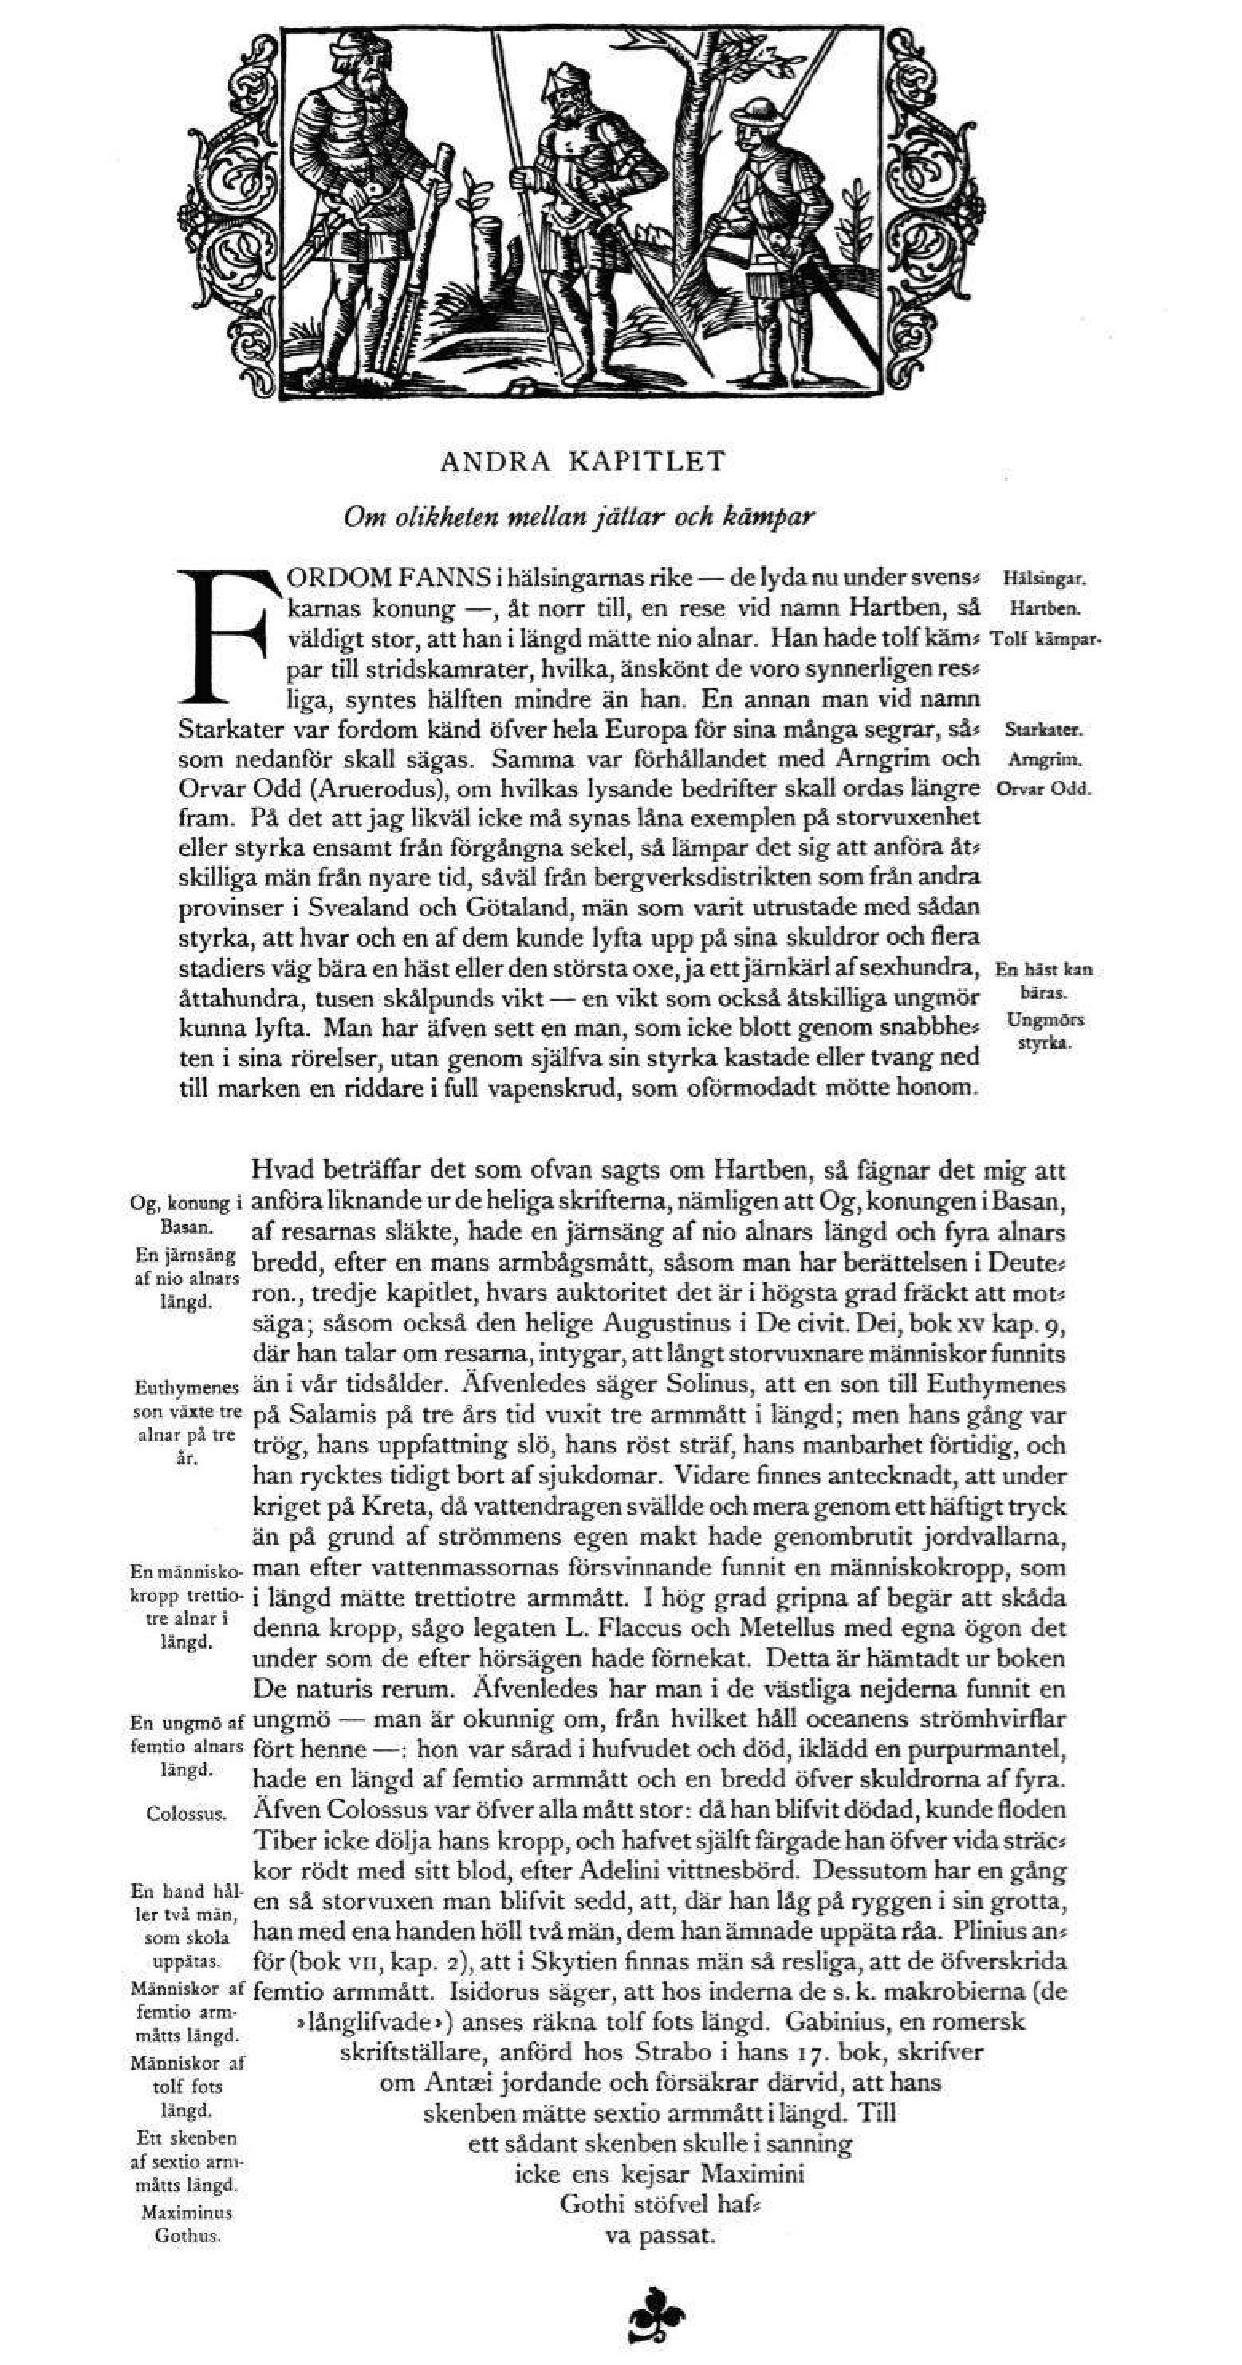 ANDRA KAPITLET
Om olikheten mellan jättar och kämpar
FORDOM FANNS i hälsingarnas rike — de lyda nu under svens⸗
karnas konung —, åt norr till, en rese vid namn Hartben, så
väldigt stor, att han i längd mätte nio alnar. Han hade tolf käm⸗
par till stridskamrater, hvilka, änskönt de voro synnerligen res⸗
liga, syntes hälften mindre än han. En annan man vid namn
Starkater var fordom känd öfver hela Europa för sina många segrar, så⸗
som nedanför skall sägas. Samma var förhållandet med Arngrim och
Orvar Odd (Aruerodus), om hvilkas lysande bedrifter skall ordas längre
fram. På det att jag likväl icke må synas låna exemplen på storvuxenhet
eller styrka ensamt från förgångna sekel, så lämpar det sig att anföra åt⸗
skilliga män från nyare tid, såväl från bergverksdistrikten som från andra
provinser i Svealand och Götaland, män som varit utrustade med sådan
styrka, att hvar och en af dem kunde lyfta upp på sina skuldror och flera
stadiers väg bära en häst eller den största oxe, ja ett järnkärl af sexhundra,
åttahundra, tusen skålpunds vikt — en vikt som också åtskilliga ungmör
kunna lyfta. Man har äfven sett en man, som icke blott genom snabbhe⸗
ten i sina rörelser, utan genom själfva sin styrka kastade eller tvang ned
till marken en riddare i full vapenskrud, som oförmodadt mötte honom.
Hälsingar.
Hartben.
Tolf kämpar.
Starkater.
Arngrim.
Orvar Odd.
En häst kan
bäras.
Ungmörs
styrka.
Hvad beträffar det som ofvan sagts om Hartben, så fägnar det mig att
anföra liknande ur de heliga skrifterna, nämligen att Og, konungen i Basan,
af resarnas släkte, hade en järnsäng af nio alnars längd och fyra alnars
bredd, efter en mans armbågsmått, såsom man har berättelsen i Deute⸗
ron., tredje kapitlet, hvars auktoritet det är i högsta grad fräckt att mot⸗
säga; såsom också den helige Augustinus i De civit. Dei, bok xv kap. 9,
där han talar om resarna, intygar, att långt storvuxnare människor funnits
än i vår tidsålder. Äfvenledes säger Solinus, att en son till Euthymenes
på Salamis på tre års tid vuxit tre armmått i längd; men hans gång var
trög, hans uppfattning slö, hans röst sträf, hans manbarhet förtidig, och
han rycktes tidigt bort af sjukdomar. Vidare finnes antecknadt, att under
kriget på Kreta, då vattendragen svällde och mera genom ett häftigt tryck
än på grund af strömmens egen makt hade genombrutit jordvallarna,
man efter vattenmassornas försvinnande funnit en människokropp, som
i längd mätte trettiotre armmått. I hög grad gripna af begär att skåda
denna kropp, sågo legaten L. Flaccus och Metellus med egna ögon det
under som de efter hörsägen hade förnekat. Detta är hämtadt ur boken
De naturis rerum. Äfvenledes har man i de västliga nejderna funnit en
ungmö — man är okunnig om, från hvilket håll oceanens strömhvirflar
fört henne —: hon var sårad i hufvudet och död, iklädd en purpurmantel,
hade en längd af femtio armmått och en bredd öfver skuldrorna af fyra.
Äfven Colossus var öfver alla mått stor: då han blifvit dödad, kunde floden
Tiber icke dölja hans kropp, och hafvet själft färgade han öfver vida sträc⸗
kor rödt med sitt blod, efter Adelini vittnesbörd. Dessutom har en gång
en så storvuxen man blifvit sedd, att, där han låg på ryggen i sin grotta,
han med ena handen höll två män, dem han ämnade uppäta råa. Plinius an⸗
för (bok vii, kap. 2), att i Skytien finnas män så resliga, att de öfverskrida
femtio armmått. Isidorus säger, att hos inderna de s. k. makrobierna (de
»långlifvade») anses räkna tolf fots längd. Gabinius, en romersk
skriftställare, anförd hos Strabo i hans 17. bok, skrifver
om Antæi jordande och försäkrar därvid, att hans
skenben mätte sextio armmått i längd. Till
ett sådant skenben skulle i sanning
icke ens kejsar Maximini
Gothi stöfvel haf⸗
va passat.
Og, konung i
Basan.
En järnsäng
af nio alnars
längd.
Euthymenes
son växte tre
alnar på tre
år.
En människo-
kropp trettio-
tre alnar i
längd.
En ungmö af
femtio alnars
längd.
Colossus.
En hand hål-
ler två män,
som skola
uppätas.
Människor af
femtio arm-
måtts längd.
Människor af
tolf fots
längd.
Ett skenben
af sextio arm-
måtts längd.
Maximinus
Gothus.